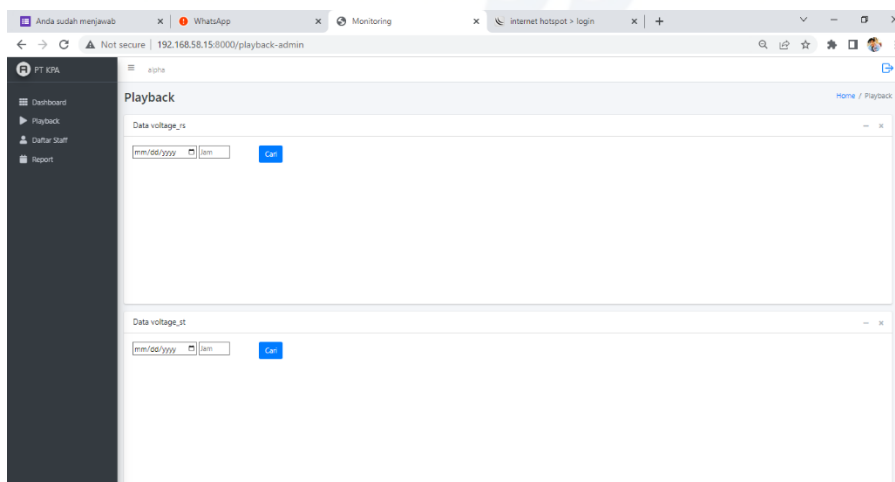 Anda sudah menjawab
WhatsApp
Monitoring
internet hotspot > login
Not secure | 192.168.58.15:8000/playback-admin
PT KPA
alpha
Dashboard
Playback
Daftar Staff
Report
Playback
Home / Playback
Data voltage_rs
mm/dd/yyyy Jam Cari
Data voltage_st
mm/dd/yyyy Jam Cari